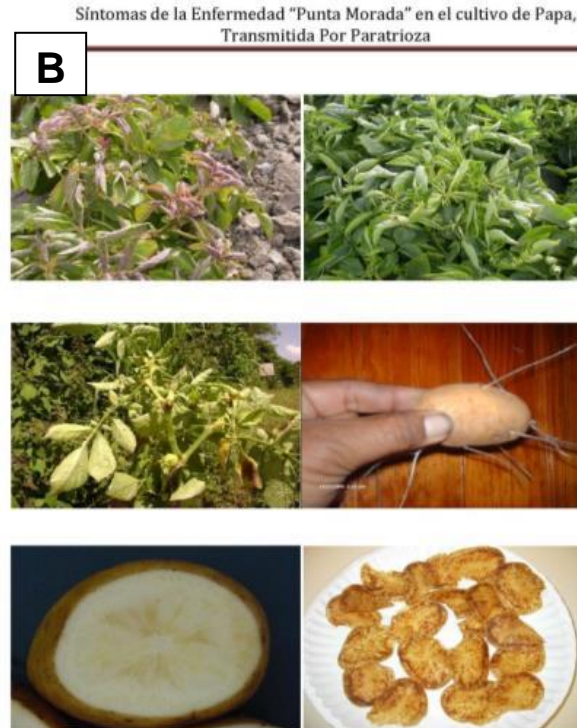 Síntomas de la Enfermedad "Punta Morada" en el cultivo de Papa,
Transmitida Por Paratrioza
B